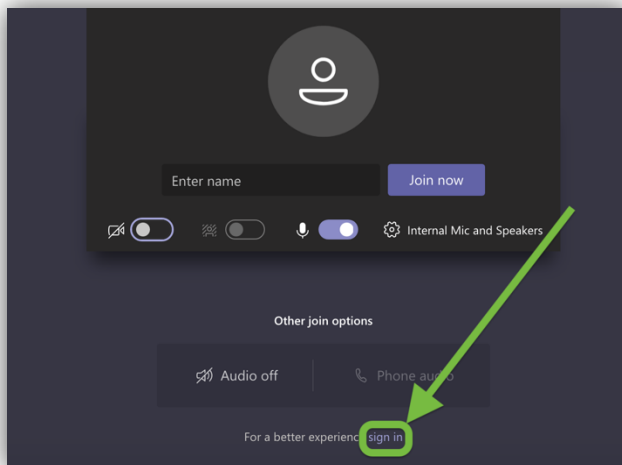 Enter name
Join now
Internal Mic and Speakers
Other join options
Audio off
Phone audio
For a better experience sign in